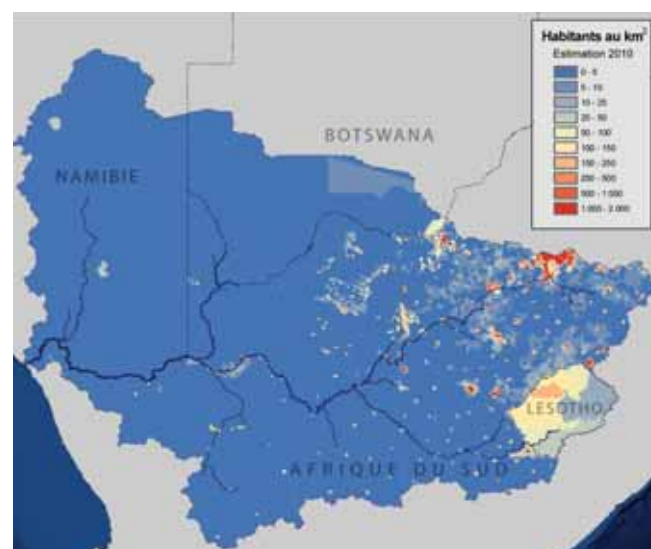 Habitants au km²
Estimation 2010
0 - 5
5 - 10
10 - 25
25 - 50
50 - 100
100 - 150
150 - 250
250 - 500
500 - 1 000
1 000 - 2 000
BOTSWANA
NAMIBIE
LESOTHO
AFRIQUE DU SUD